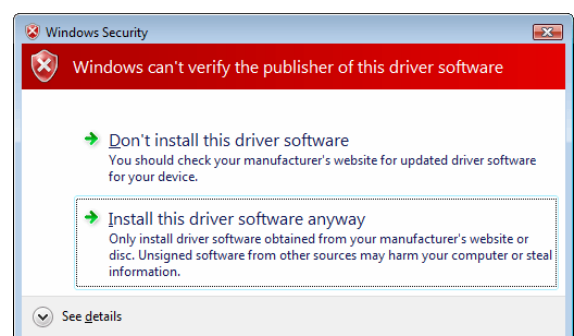 Windows Security
Windows can't verify the publisher of this driver software
Don't install this driver software
You should check your manufacturer's website for updated driver software
for your device.
Install this driver software anyway
Only install driver software obtained from your manufacturer's website or
disc. Unsigned software from other sources may harm your computer or steal
information.
See details